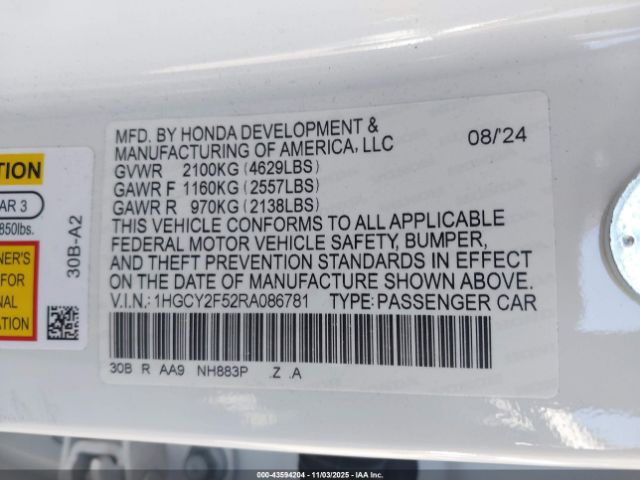 MFD. BY HONDA DEVELOPMENT & 08/'24
MANUFACTURING OF AMERICA, LLC
GVWR 2100KG(4629LBS)
GAWR F 1160KG(2557LBS)
GAWR R 970KG(2138LBS)
THIS VEHICLE CONFORMS TO ALL APPLICABLE
FEDERAL MOTOR VEHICLE SAFETY, BUMPER,
AND THEFT PREVENTION STANDARDS IN EFFECT
ON THE DATE OF MANUFACTURE SHOWN ABOVE.
V.I.N.: 1HGCY2F52RA086781 TYPE: PASSENGER CAR
30B R AA9 NH883P Z .A
TION
AR 3
850lbs.
NER'S
FOR
NAL
TION
30B-A2
000-43594204 - 11/03/2025 - IAA Inc.